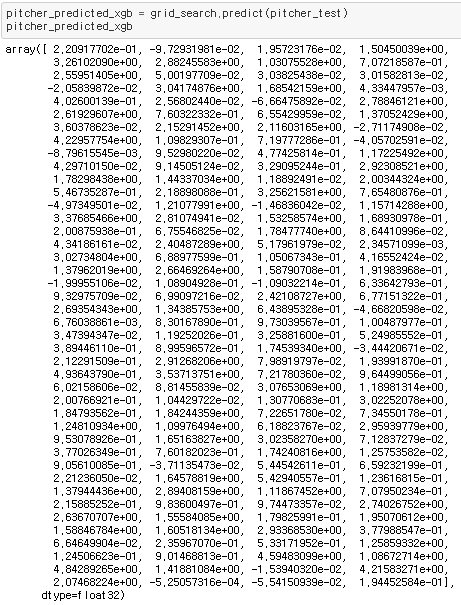 pitcher_predicted_xgb = grid_search.predict(pitcher_test)
pitcher_predicted_xgb
array([ 2.20917702e-01, -9.72931981e-02, 1.95723176e-02, 1.50450039e+00,
3.26102090e+00, 2.88245583e+00, 1.03075528e+00, 7.07218587e-01,
2.55951405e+00, 5.00197709e-02, 3.03825438e-02, 3.01582813e-02,
-2.05839872e-02, 3.04174876e+00, 1.68542159e+00, 4.33447957e-03,
4.02600139e-01, 2.56802440e-02, -6.66475892e-02, 2.78846121e+00,
2.61929607e+00, 7.60322332e-01, 6.55429959e-01, 1.37052429e+00,
3.60378623e-02, 2.15291452e-02, 2.11603165e-02, -2.71174908e-02,
4.22957754e+00, 1.09829307e-01, 7.19777286e-01, -4.05702591e-02,
-8.79615545e-03, 9.52980220e-02, 4.77425814e-01, 1.17225492e+00,
4.29710150e-02, 9.14505124e-02, 3.29095244e-01, 2.92308521e+00,
1.78298438e+00, 1.44337034e+00, 1.18892491e-02, 2.00344324e+00,
5.46735287e-01, 2.18898088e-01, 3.25621581e+00, 7.65480876e-01,
-4.97349501e-02, 1.21077991e+00, -1.46836042e-02, 1.15714288e+00,
3.37685466e+00, 2.81074941e-02, 1.53258574e+00, 1.68930978e-01,
2.00875938e-01, 6.75546825e-02, 1.78477740e+00, 8.64410996e-02,
4.34186161e-02, 2.40487289e+00, 5.17961979e-02, 2.34571099e-03,
3.02734804e+00, 6.88977599e-01, 1.05067343e-01, 4.16552424e-02,
1.37962019e+00, 2.66469264e+00, 1.58790708e-01, 1.91983968e-01,
-1.99955106e-02, 1.08904928e-01, -1.09032214e-01, 6.33642793e-01,
9.32975709e-02, 6.99097216e-02, 2.42108727e+00, 6.77151322e-01,
2.69354343e+00, 1.34385753e+00, 6.43895328e-01, -4.66820598e-02,
6.76038861e-03, 8.30167890e-01, 9.73039567e-01, 1.00487977e-01,
3.47394347e-02, 1.19252026e-01, 3.25881600e+00, 5.24985552e-01,
3.89446110e-01, 8.99596572e-01, 1.74539340e+00, -3.44420671e-02,
2.12291509e-01, 2.91268206e+00, 7.98919797e-02, 1.93991870e-01,
4.93643790e-01, 3.53713751e+00, 7.21780360e-02, 9.64499056e-01,
6.02158606e-02, 8.81455839e-02, 3.07653069e+00, 1.18981314e+00,
2.00766921e-01, 1.04429722e-02, 1.30770683e-01, 3.02252078e-01,
1.84793562e+00, 1.84244359e+00, 7.22651780e-02, 7.34550178e-01,
1.24810934e+00, 1.09976494e+00, 6.18823767e-02, 2.95939779e+00,
9.53078926e-01, 1.65163827e+00, 3.02358270e+00, 7.12837279e-02,
3.77026349e-01, 7.60182023e-01, 1.74240816e+00, 1.25753582e-02,
9.05610085e-01, -3.71135473e-02, 5.44542611e-01, 6.59232199e-01,
2.21236050e-02, 1.64578819e+00, 5.42940557e-01, 1.23616815e-01,
1.37944436e+00, 2.89408159e+00, 1.11867452e+00, 7.07950234e-01,
2.15885252e-01, 9.83600497e-01, 9.74473357e-02, 2.74026752e+00,
2.63670707e+00, 1.55584085e+00, 1.79825991e-01, 1.95070612e+00,
1.58846784e+00, 1.60518134e+00, 2.93368530e+00, 3.77988547e-01,
6.64649904e-02, 2.35967070e-01, 5.33171952e-01, 1.25859332e+00,
1.24506623e-01, 9.01468813e-01, 4.59483099e+00, 1.08672714e+00,
4.84289265e+00, 1.41881084e+00, -1.53940320e-02, 4.21583271e+00,
2.07468224e+00, -5.25057316e-04, -5.54150939e-02, 1.94452584e-01],
dtype=float32)